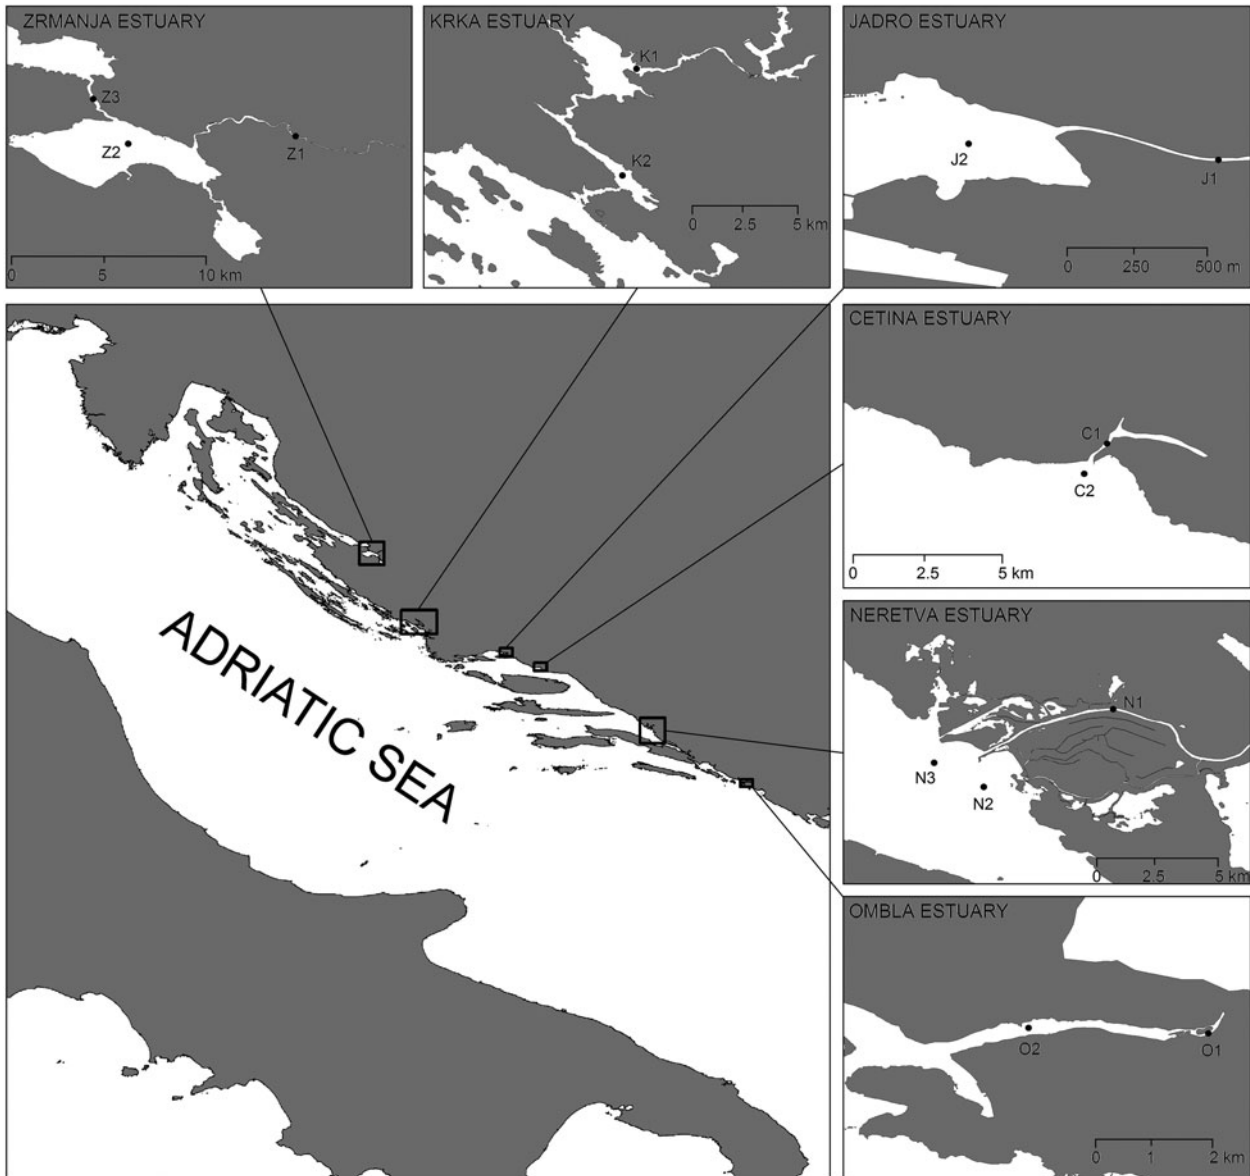 ZRMANJA ESTUARY
Z3
Z2
Z1
0 5 10 km
KRKA ESTUARY
K1
K2
0 2.5 5 km
JADRO ESTUARY
J2
J1
0 250 500 m
ADRIATIC SEA
CETINA ESTUARY
C1
C2
0 2.5 5 km
NERETVA ESTUARY
N1
N3
N2
0 2.5 5 km
OMBLA ESTUARY
O2
O1
0 1 2 km